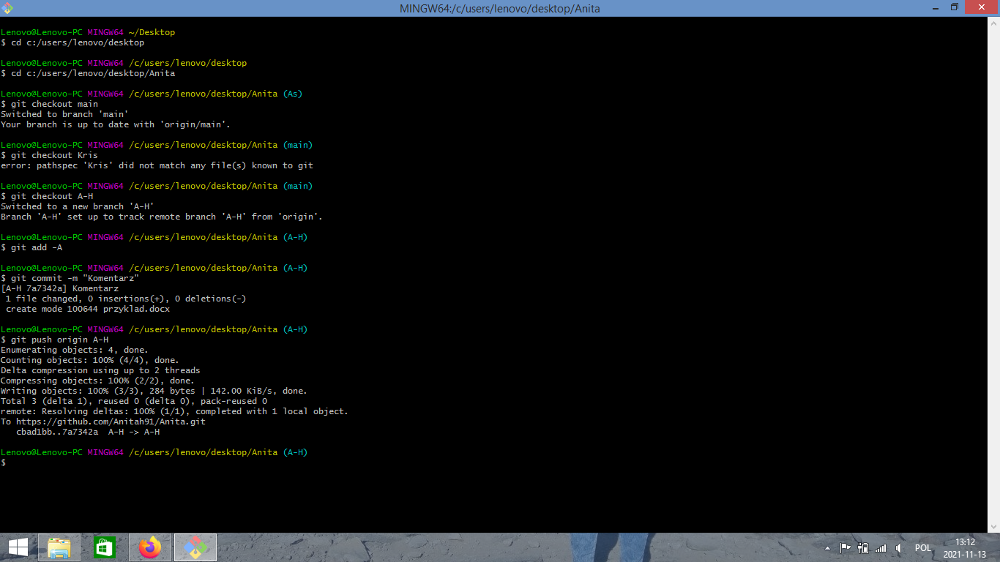 MINGW64:/c/users/lenovo/desktop/Anita
Lenovo@Lenovo-PC MINGW64 ~/Desktop
$ cd c:/users/lenovo/desktop
Lenovo@Lenovo-PC MINGW64 /c/users/lenovo/desktop
$ cd c:/users/lenovo/desktop/Anita
Lenovo@Lenovo-PC MINGW64 /c/users/lenovo/desktop/Anita (As)
$ git checkout main
Switched to branch 'main'
Your branch is up to date with 'origin/main'.
Lenovo@Lenovo-PC MINGW64 /c/users/lenovo/desktop/Anita (main)
$ git checkout Kris
error: pathspec 'Kris' did not match any file(s) known to git
Lenovo@Lenovo-PC MINGW64 /c/users/lenovo/desktop/Anita (main)
$ git checkout A-H
Switched to a new branch 'A-H'
Branch 'A-H' set up to track remote branch 'A-H' from 'origin'.
Lenovo@Lenovo-PC MINGW64 /c/users/lenovo/desktop/Anita (A-H)
$ git add -A
Lenovo@Lenovo-PC MINGW64 /c/users/lenovo/desktop/Anita (A-H)
$ git commit -m "Komentarz"
[A-H 7a7342a] Komentarz
1 file changed, 0 insertions(+), 0 deletions(-)
create mode 100644 przyklad.docx
Lenovo@Lenovo-PC MINGW64 /c/users/lenovo/desktop/Anita (A-H)
$ git push origin A-H
Enumerating objects: 4, done.
Counting objects: 100% (4/4), done.
Delta compression using up to 2 threads
Compressing objects: 100% (2/2), done.
Writing objects: 100% (3/3), 284 bytes | 142.00 KiB/s, done.
Total 3 (delta 1), reused 0 (delta 0), pack-reused 0
remote: Resolving deltas: 100% (1/1), completed with 1 local object.
To https://github.com/Anitah91/Anita.git
cbad1bb..7a7342a  A-H -> A-H
Lenovo@Lenovo-PC MINGW64 /c/users/lenovo/desktop/Anita (A-H)
$
POL
13:12
2021-11-13